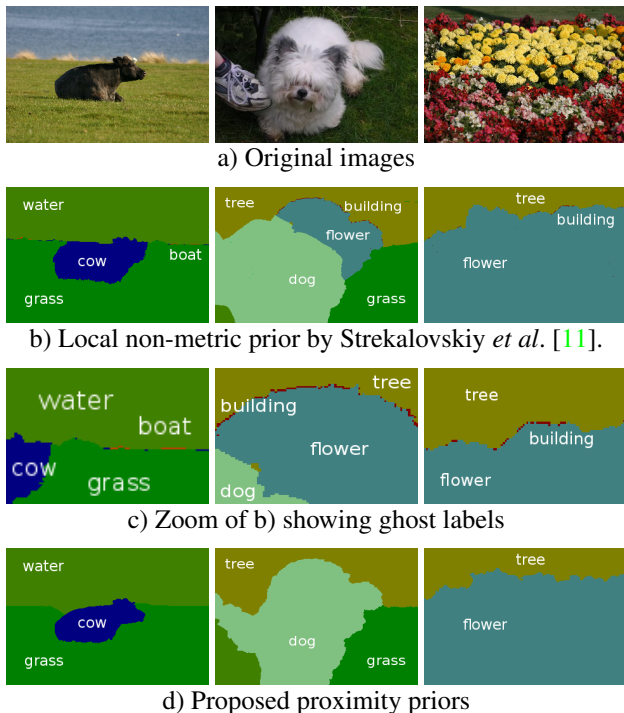 a) Original images
water
cow
boat
grass
tree
building
flower
dog
grass
tree
building
flower
b) Local non-metric prior by Strekalovskiy et al. [11].
water
boat
cow
grass
tree
building
flower
dog
tree
building
flower
c) Zoom of b) showing ghost labels
water
cow
grass
tree
dog
grass
tree
flower
d) Proposed proximity priors